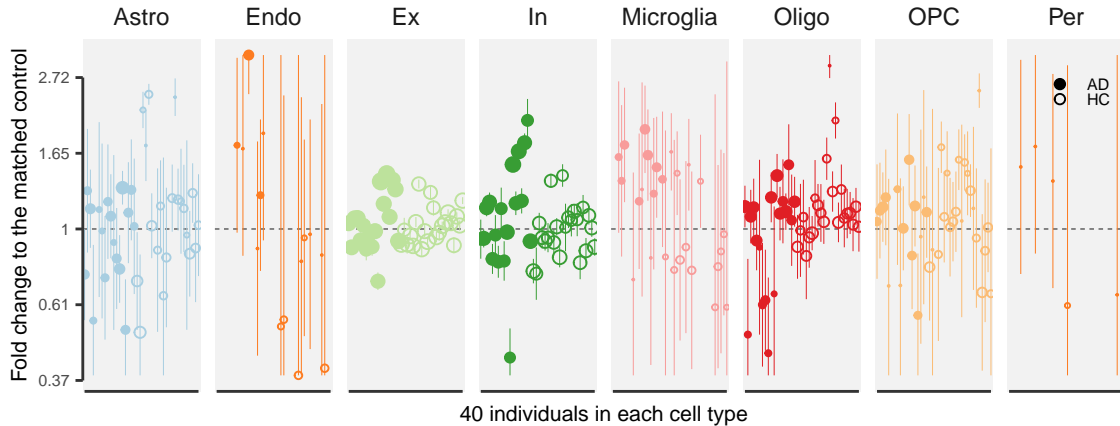 Astro Endo Ex In Microglia Oligo OPC Per
Fold change to the matched control
2.72
1.65
1
0.61
0.37
AD
HC
40 individuals in each cell type